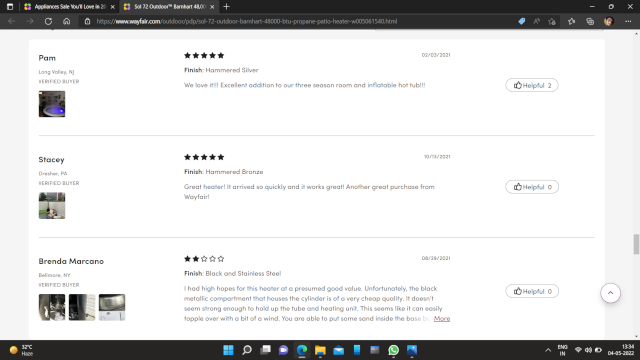 Appliances Sale You'll Love in 20
Sol 72 Outdoor™ Barnhart 48,00
https://www.wayfair.com/outdoor/pdp/sol-72-outdoor-barnhart-48000-btu-propane-patio-heater-w005061540.html
Pam
02/03/2021
Long Valley, NJ
Finish: Hammered Silver
VERIFIED BUYER
We love it!!! Excellent addition to our three season room and inflatable hot tub!!!
Helpful 2
Stacey
10/13/2021
Dresher, PA
Finish: Hammered Bronze
VERIFIED BUYER
Great heater! It arrived so quickly and it works great! Another great purchase from
Wayfair!
Helpful 0
Brenda Marcano
08/29/2021
Bellmore, NY
Finish: Black and Stainless Steel
VERIFIED BUYER
I had high hopes for this heater at a presumed good value. Unfortunately, the black
metallic compartment that houses the cylinder is of a very cheap quality. It doesn't
seem strong enough to hold up the tube and heating unit. This seems like it can easily
topple over with a bit of a wind. You are able to put some sand inside the base bu More
Helpful 0
32°C
Haze
ENG
IN
13:34
04-05-2022